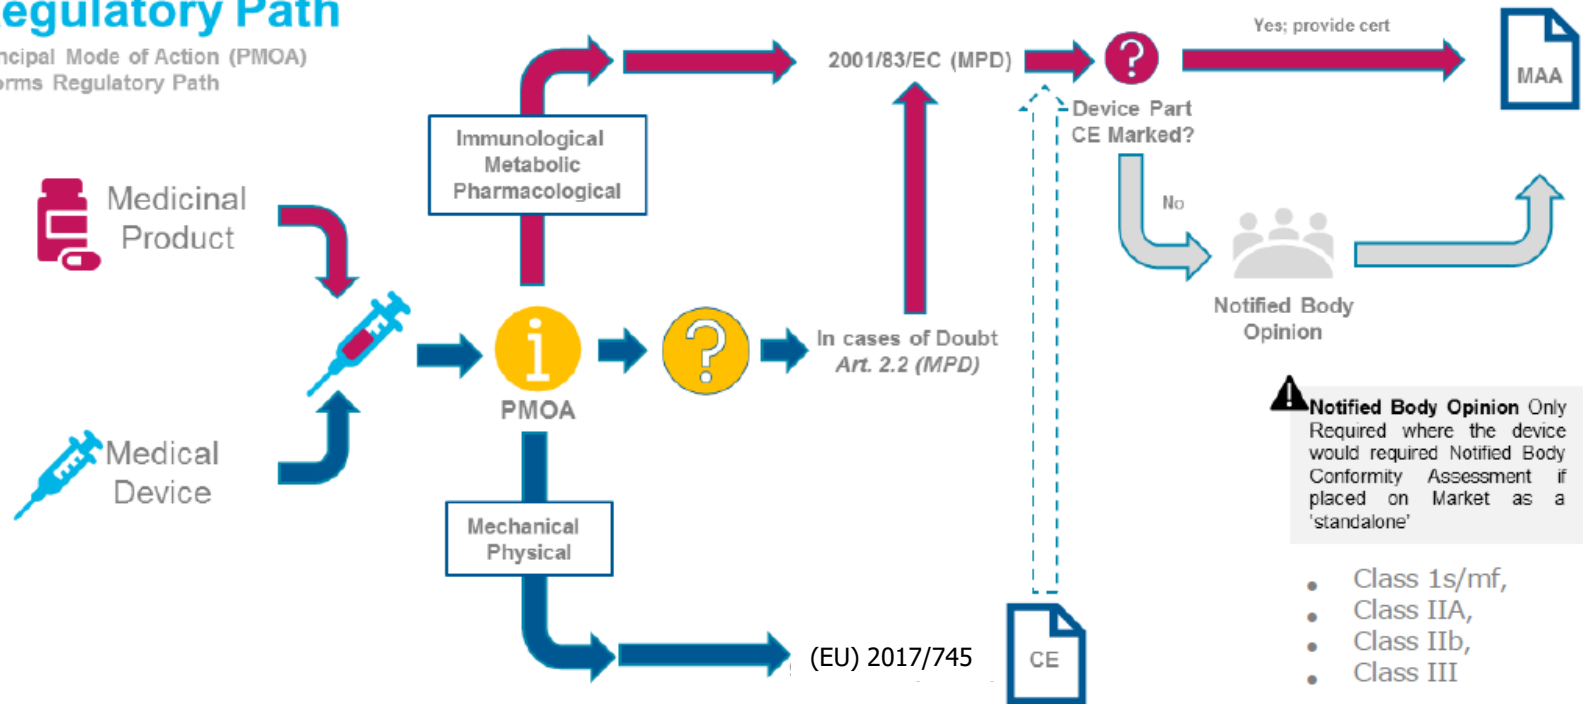 egulatory Path
ncipal Mode of Action (PMOA)
orms Regulatory Path
Medicinal
Product
Medical
Device
Immunological
Metabolic
Pharmacological
PMOA
Mechanical
Physical
2001/83/EC (MPD)
In cases of Doubt
Art. 2.2 (MPD)
(EU) 2017/745
CE
Device Part
CE Marked?
Yes; provide cert
MAA
No
Notified Body
Opinion
Notified Body Opinion Only
Required where the device
would required Notified Body
Conformity Assessment if
placed on Market as a
'standalone'
• Class 1s/mf,
• Class IIA,
• Class IIb,
• Class III